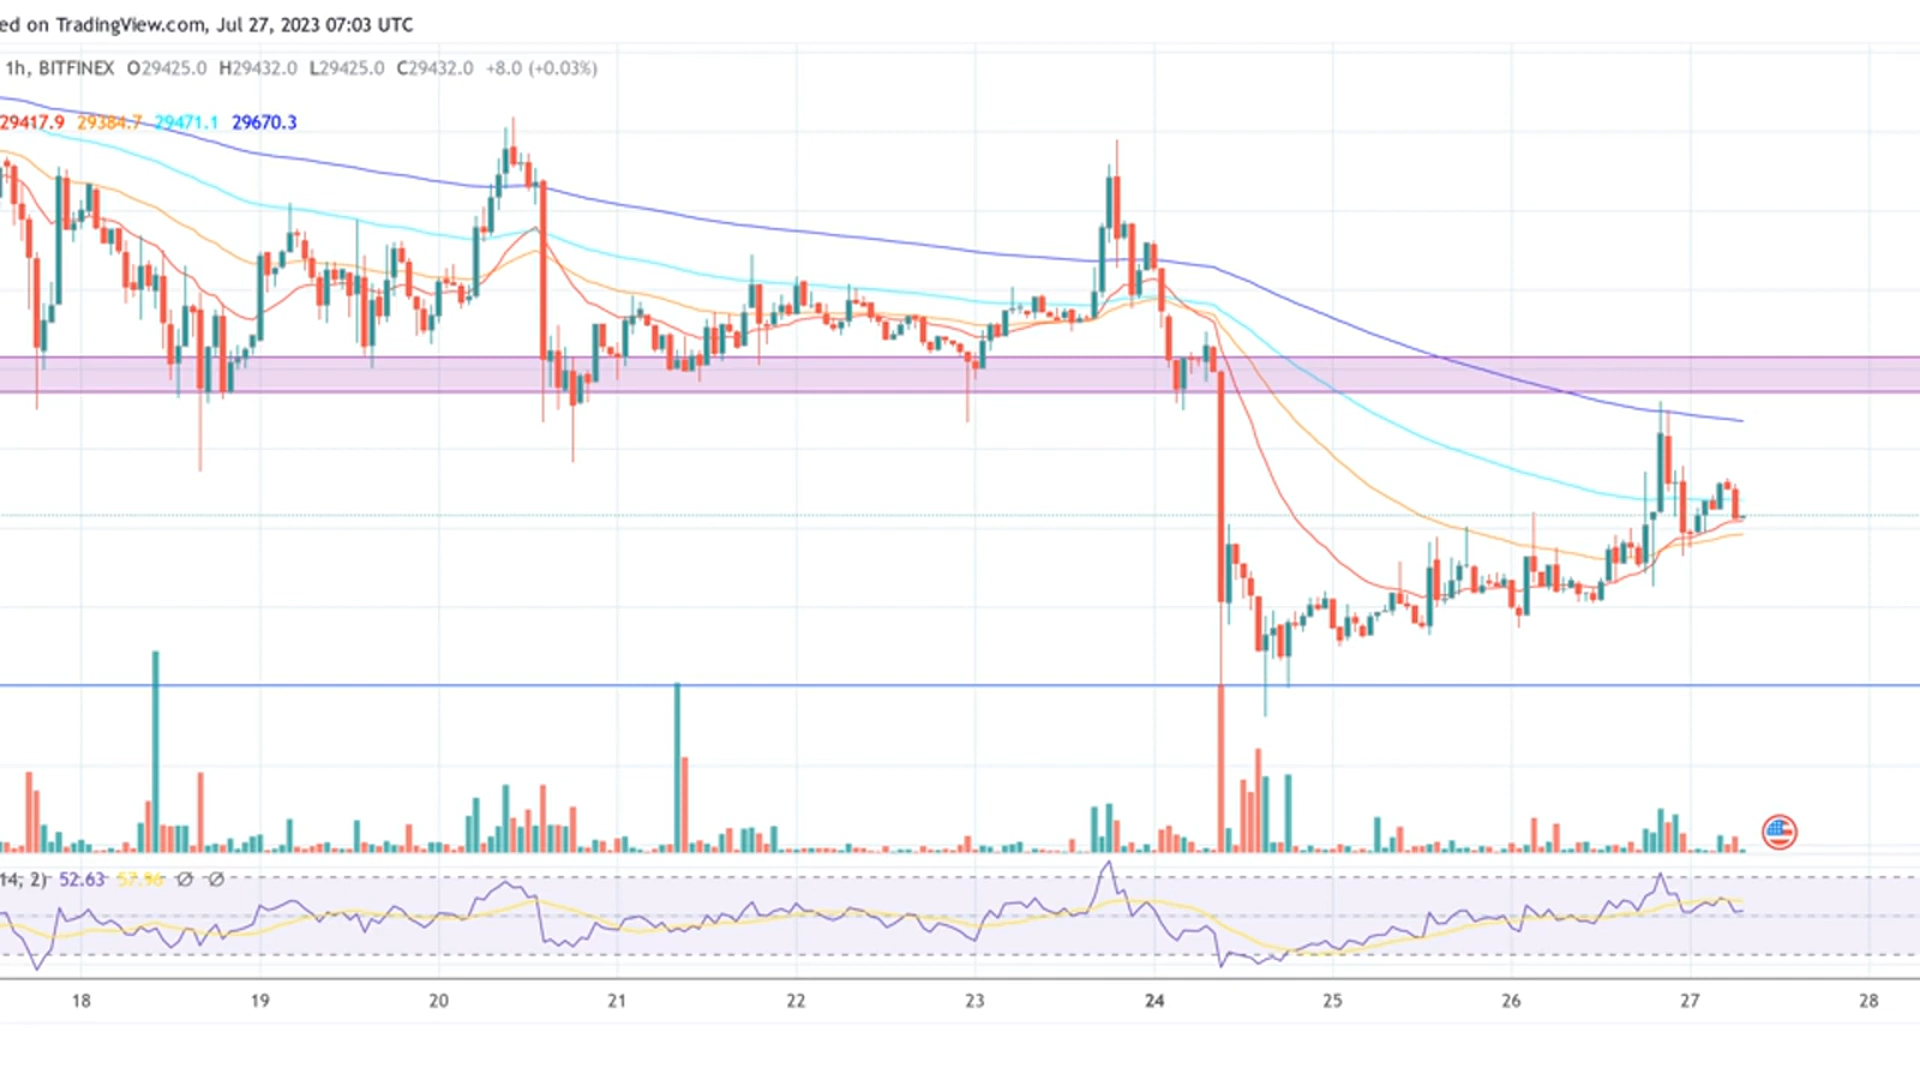 ed on TradingView.com, Jul 27, 2023 07:03 UTC
1h, BITFINEX O29425.0 H29432.0 L29425.0 C29432.0 +8.0 (+0.03%)
29417.9 29384.7 29471.1 29670.3
14, 2) 52.63 57.96 Ø Ø
18 19 20 21 22 23 24 25 26 27 28